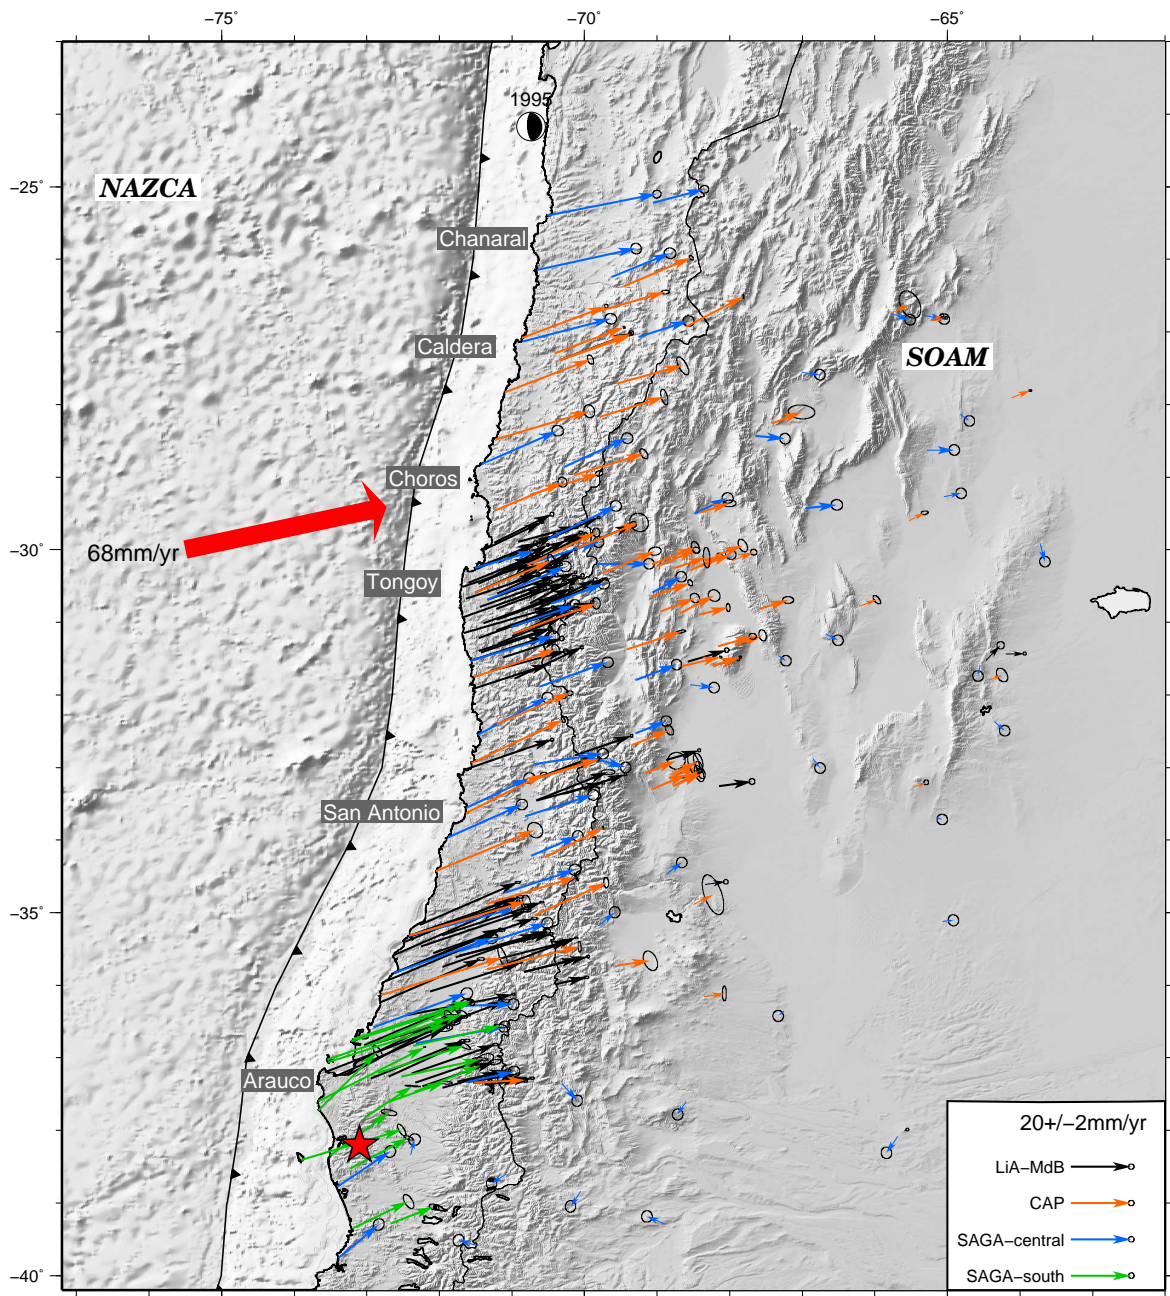 −75˚ −70˚ −65˚
1995
−25˚
NAZCA
Chanaral
Caldera
SOAM
Choros
68mm/yr
−30˚
Tongoy
San Antonio
−35˚
Arauco
20+/−2mm/yr
LiA−MdB
CAP
SAGA−central
SAGA−south
−40˚